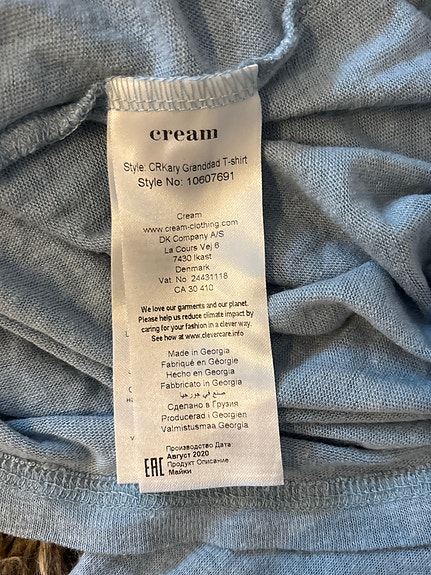 cream
Style: CRKary Granddad T-shirt
Style No: 10607691
Cream
www.cream-clothing.com
DK Company A/S
La Cours Vej 6
7430 Ikast
Denmark
Vat. No 24431118
CA 30 410
We love our garments and our planet.
Please help us reduce climate impact by
caring for your fashion in a clever way.
See how at www.clevercare.info
Made in Georgia
Fabriqué en Géorgie
Hecho en Georgia
Fabbricato in Georgia
صنع في جورجيا
Сделано в Грузия
Producerad i Georgien
Valmistusmaa Georgia
Производство Дата
Август 2020
Продукт Описание
Майки
EAC